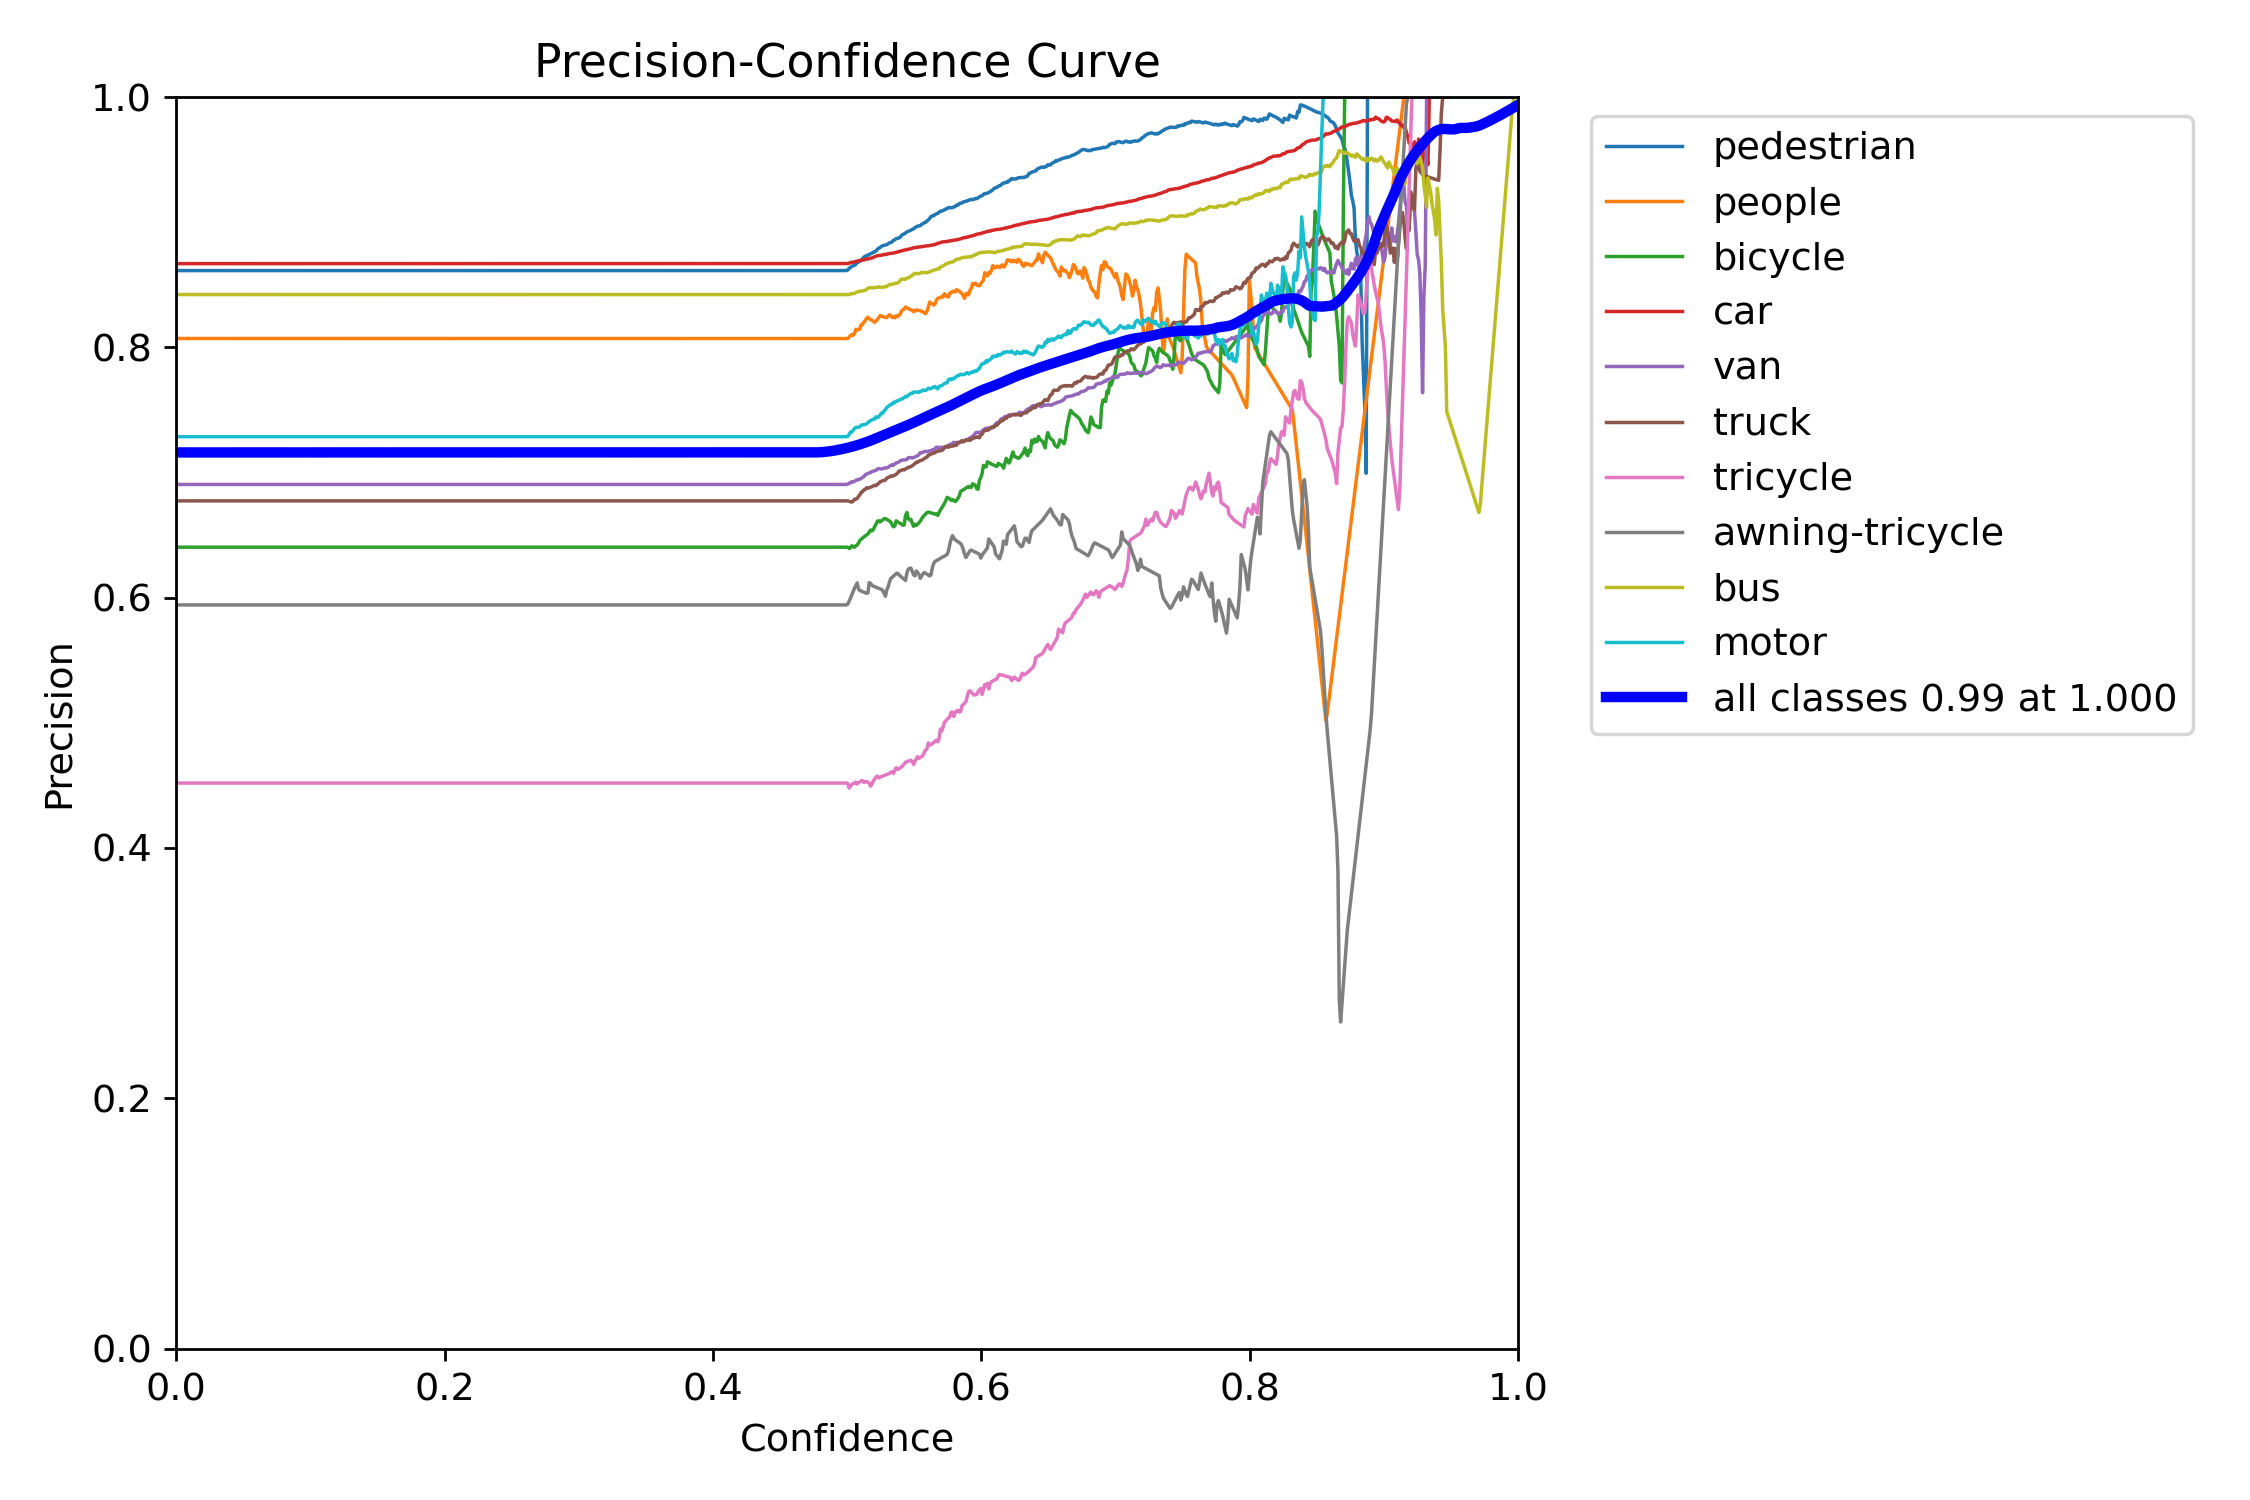 Precision-Confidence Curve
1.0
0.8
0.6
0.4
0.2
0.0
Precision
0.0 0.2 0.4 0.6 0.8 1.0
Confidence
pedestrian
people
bicycle
car
van
truck
tricycle
awning-tricycle
bus
motor
all classes 0.99 at 1.000